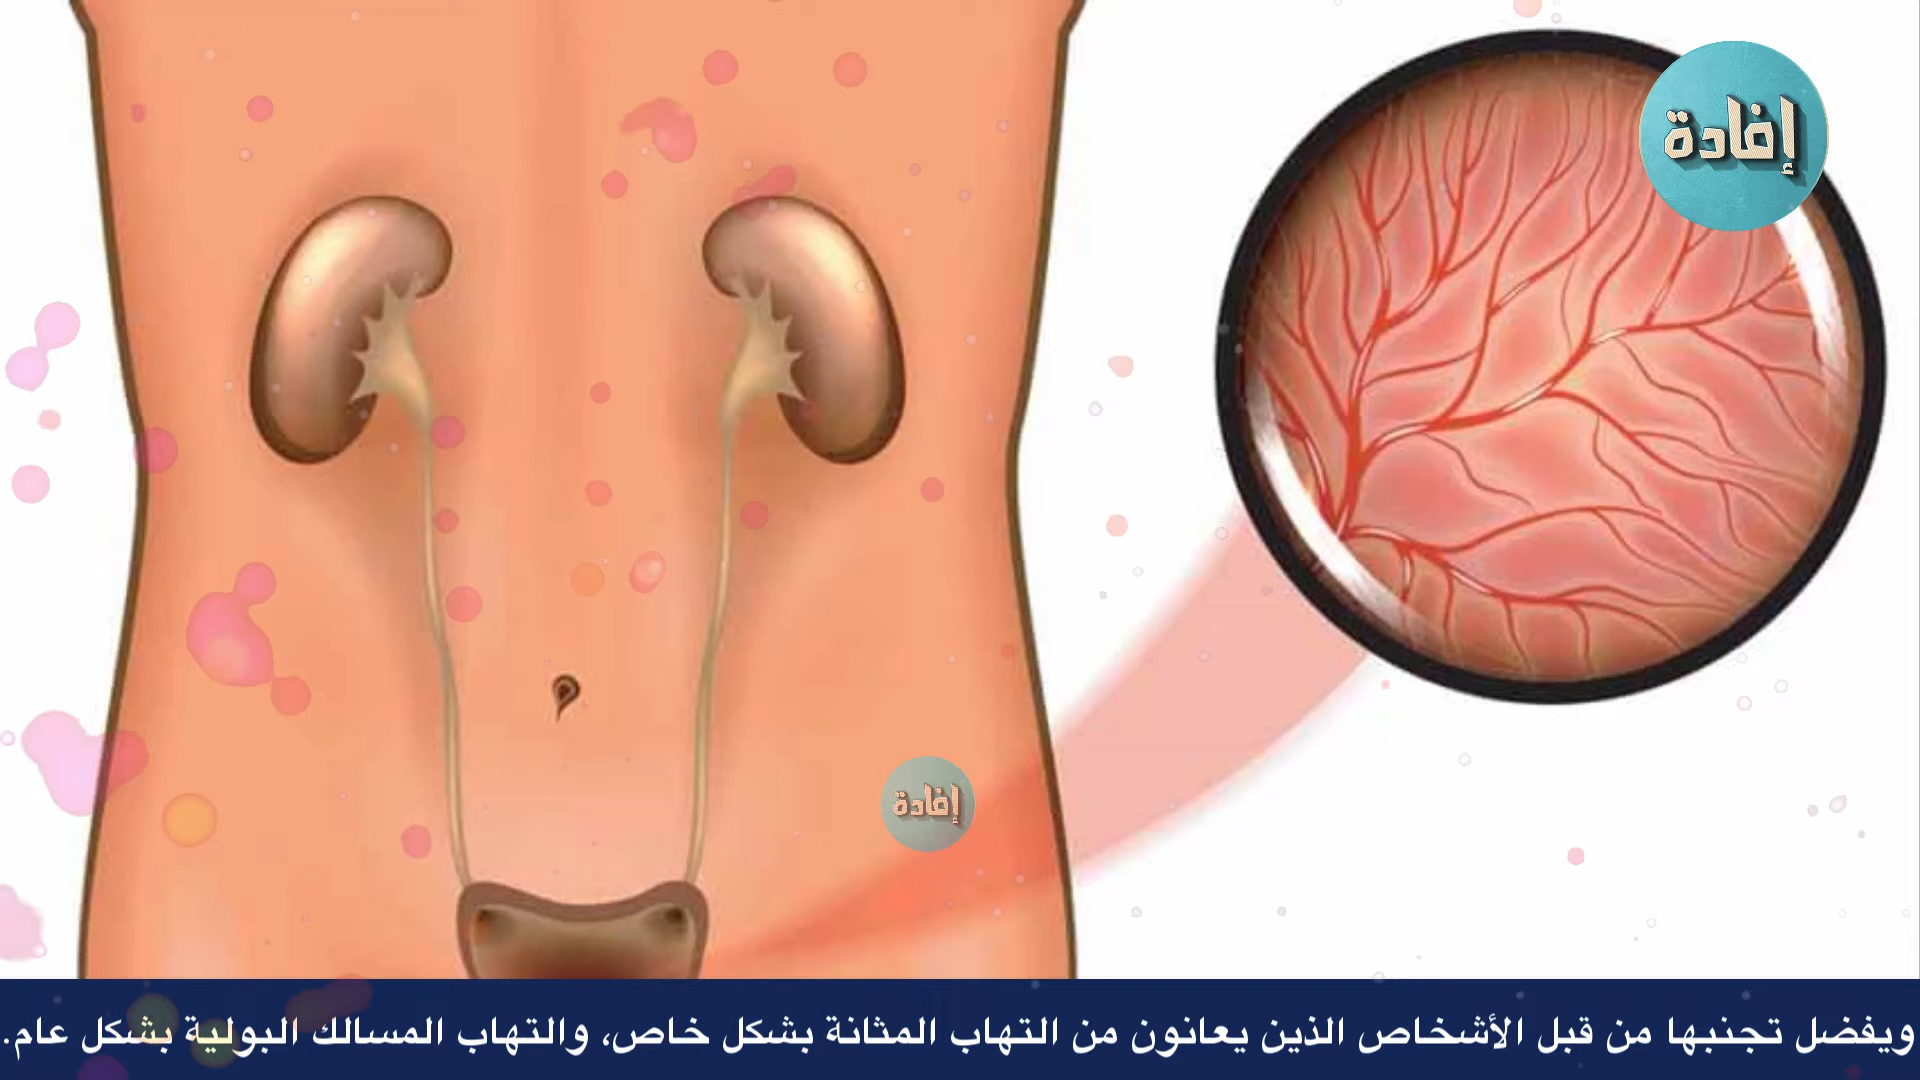 إفادة
إفادة
ويفضل تجنبها من قبل الأشخاص الذين يعانون من التهاب المثانة بشكل خاص، والتهاب المسالك البولية بشكل عام.